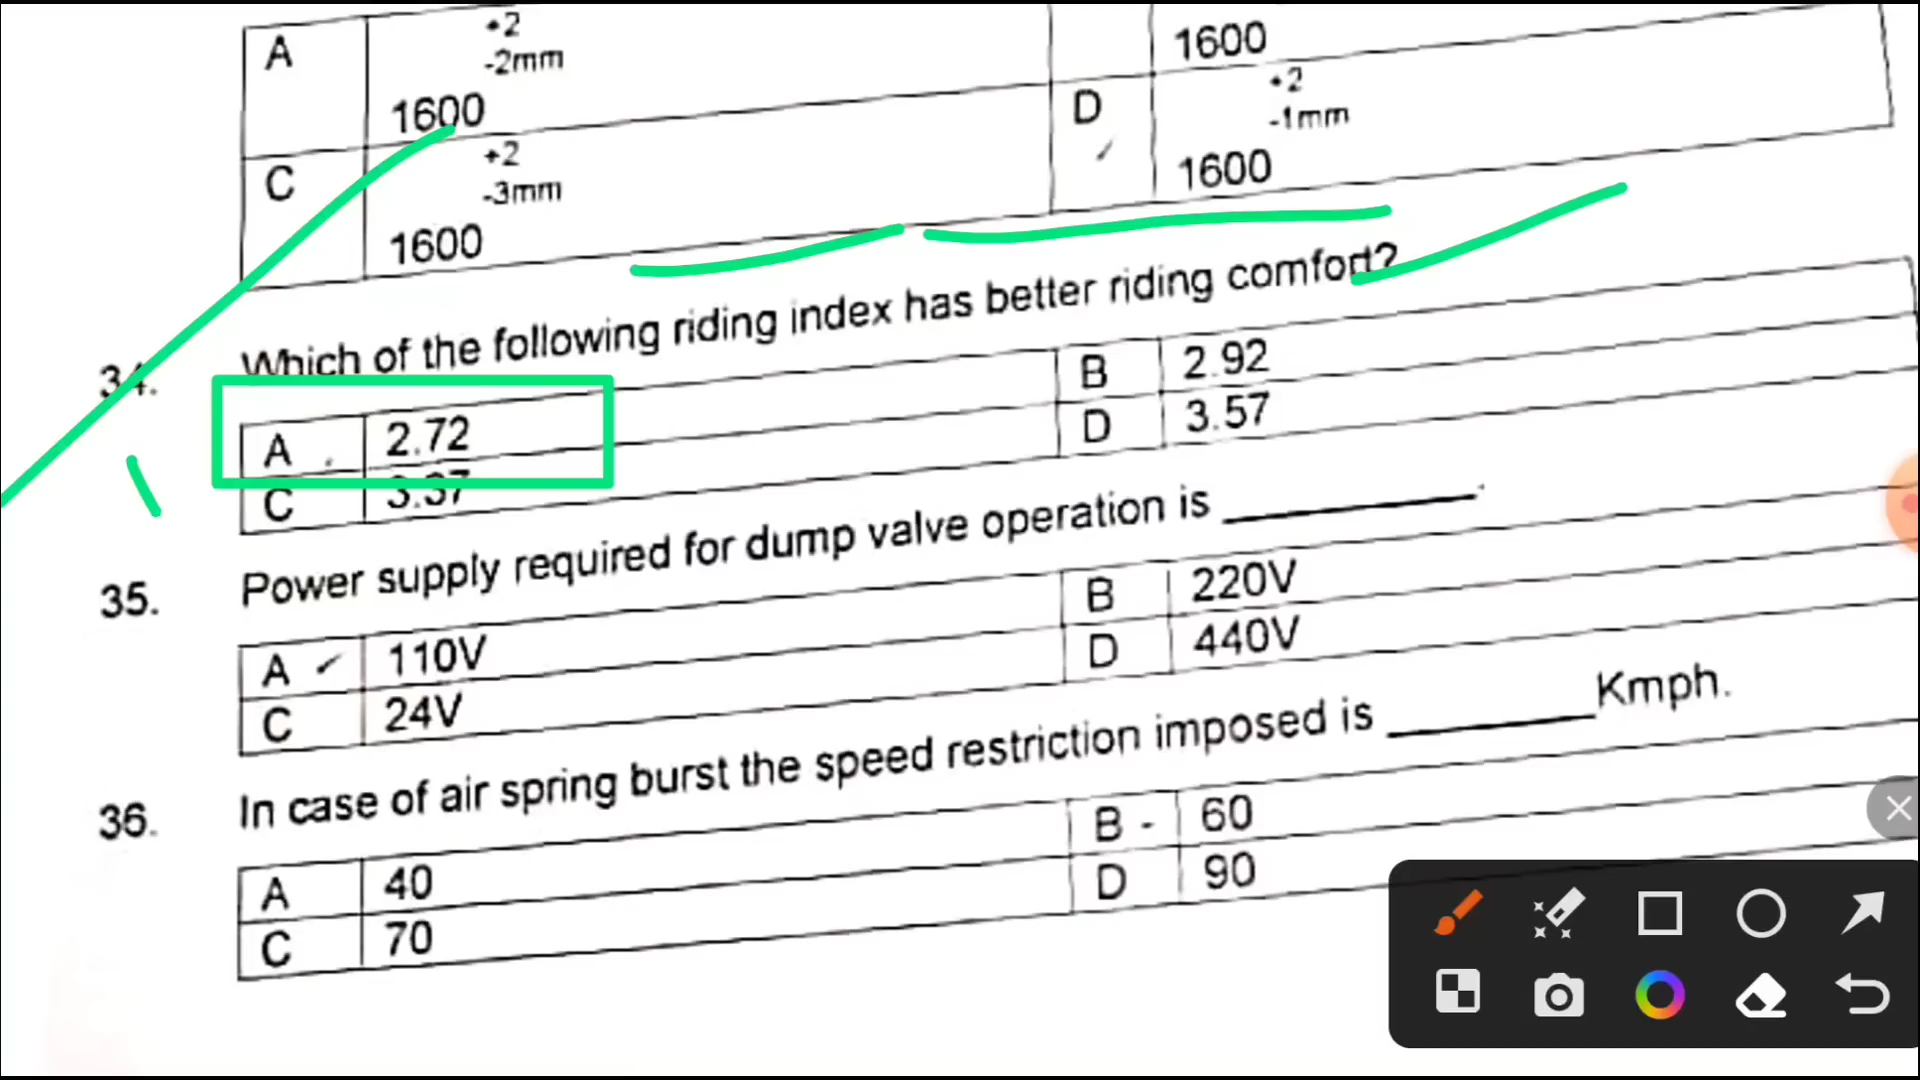 A +2 -2mm 1600
1600
C +2 -3mm 1600
D +2 -1mm 1600
34. Which of the following riding index has better riding comfort?
A 2.72 B 2.92
C 3.37 D 3.57
35. Power supply required for dump valve operation is ________
A 110V B 220V
C 24V D 440V
36. In case of air spring burst the speed restriction imposed is ________ Kmph.
A 40 B 60
C 70 D 90